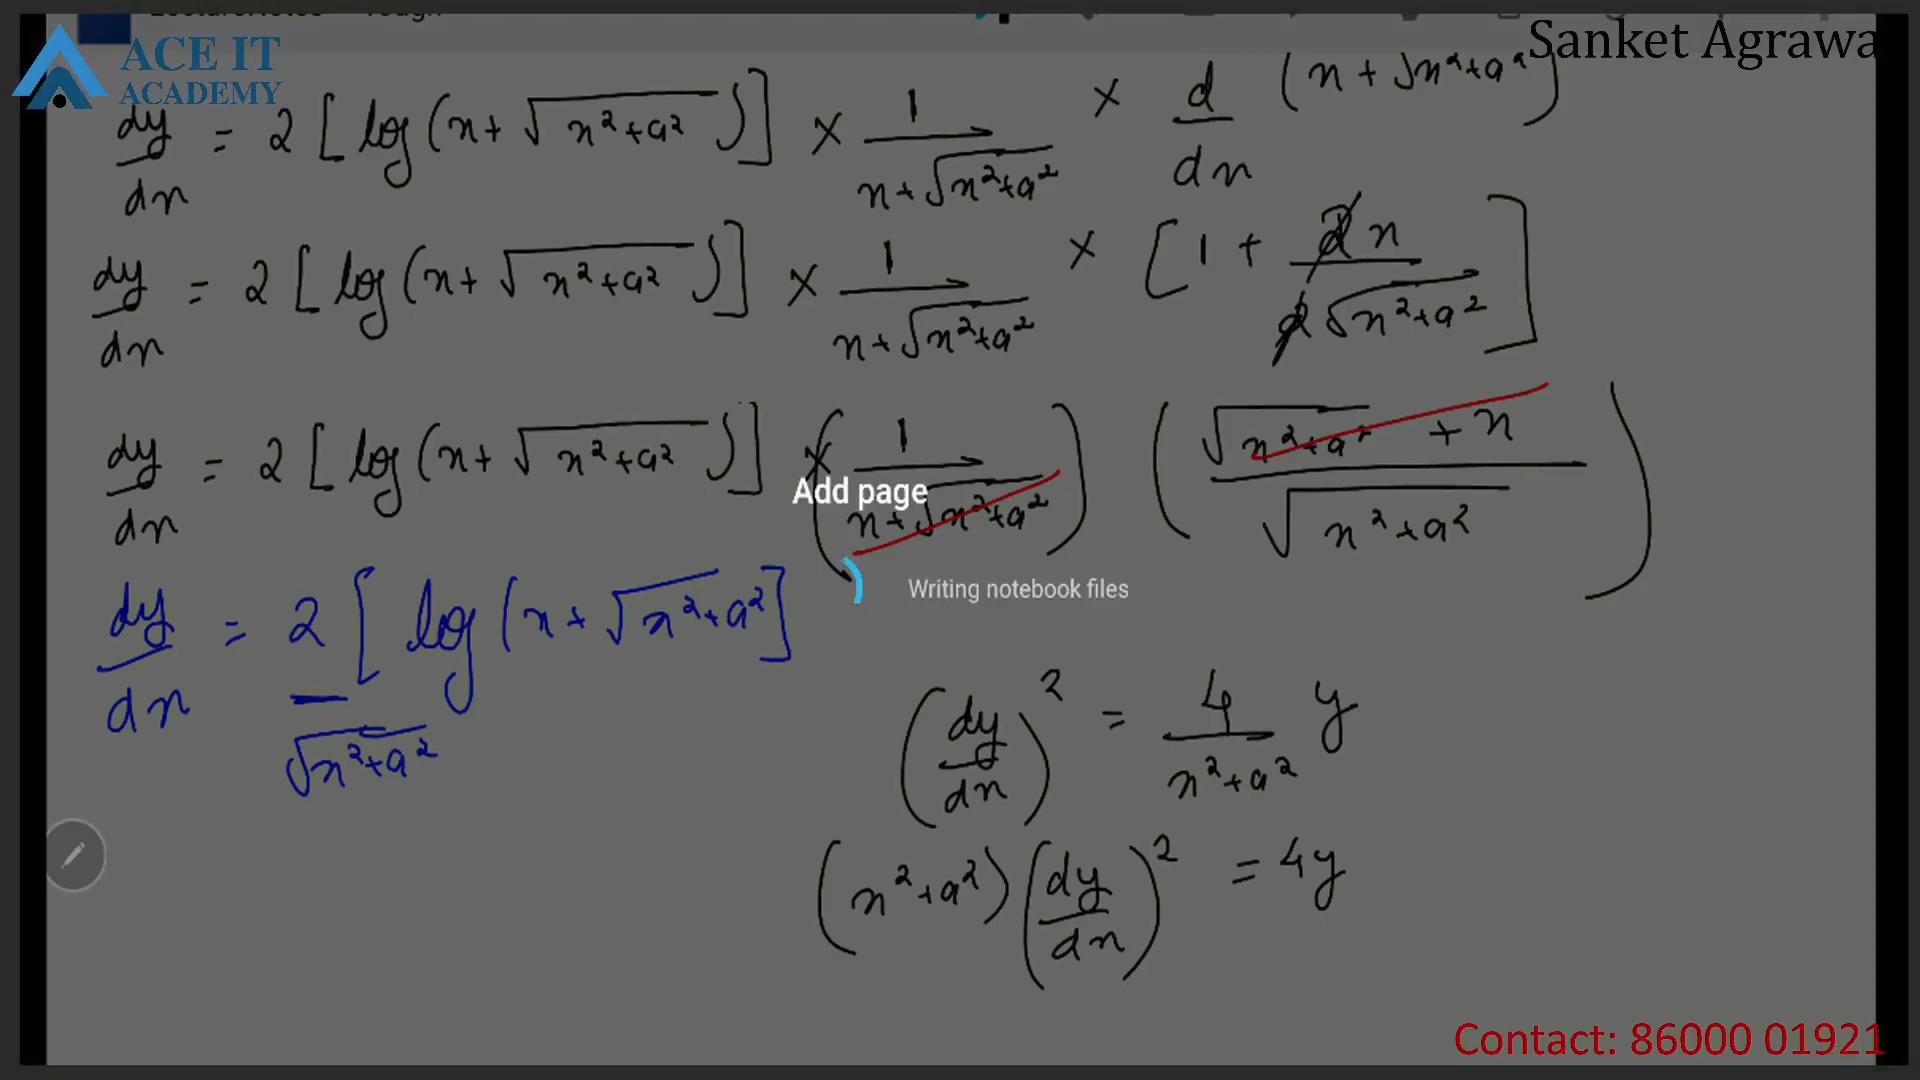 ACE IT
ACADEMY
Sanket Agrawa
dy/dx = 2 [log(x+√x²+a²)] × 1/x+√x²+a² × d/dx (x+√x²+a²)
dy/dx = 2 [log(x+√x²+a²)] × 1/x+√x²+a² × [1 + 2x/2√x²+a²]
dy/dx = 2 [log(x+√x²+a²)] (× 1/x+√x²+a²) (√x²+a² + x/√x²+a²)
Add page
Writing notebook files
dy/dx = 2/√x²+a² [log(x+√x²+a²]
(dy/dx)² = 4/x²+a² y
(x²+a²)(dy/dx)² = 4y
Contact: 86000 01921